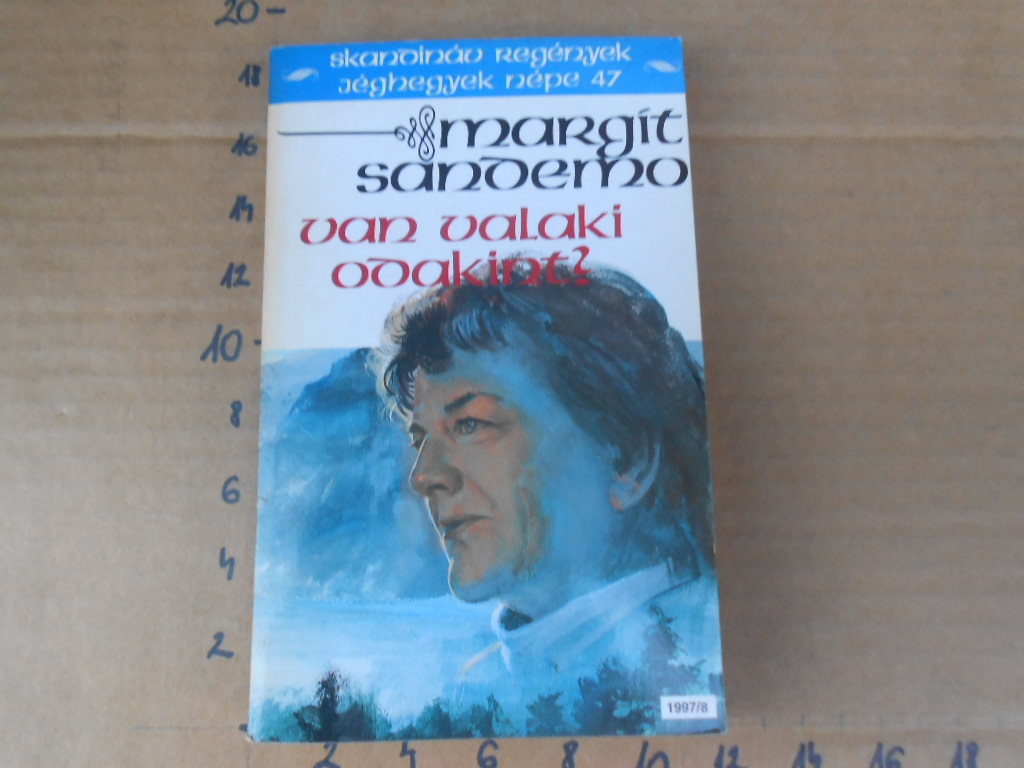 skandináv regények
jéghegyek népe 47
margit
sandemo
van valaki
odakint?
1997/8
20
18
16
14
12
10
8
6
4
2
2 4 6 8 10 12 14 16 18